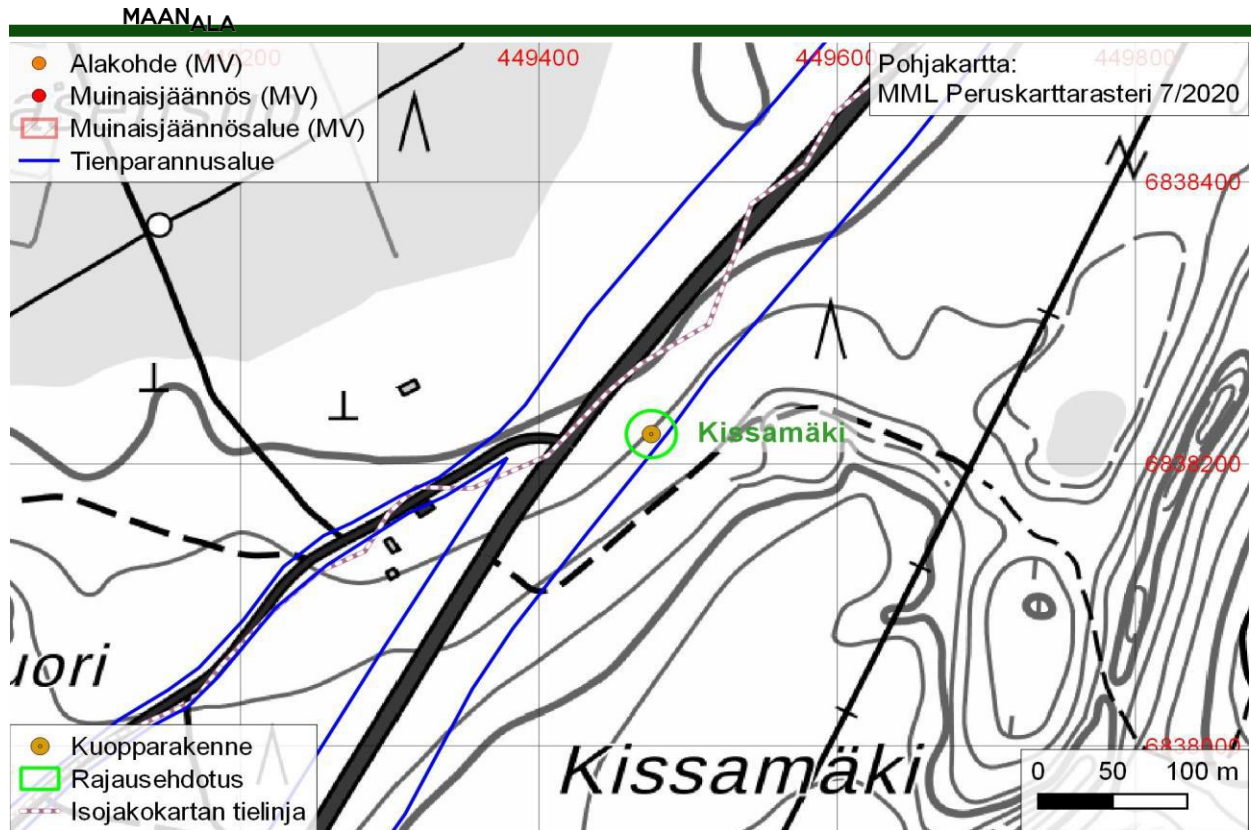 MAANALA
Alakohde (MV)
Muinaisjäännös (MV)
Muinaisjäännösalue (MV)
Tienparannusalue
449400
449600
449800
Pohjakartta:
MML Peruskarttarasteri 7/2020
6838400
Kissamäki
6838200
uori
Kissamäki
6838000
Kuopparakenne
Rajausehdotus
Isojakokartan tielinja
0 50 100 m